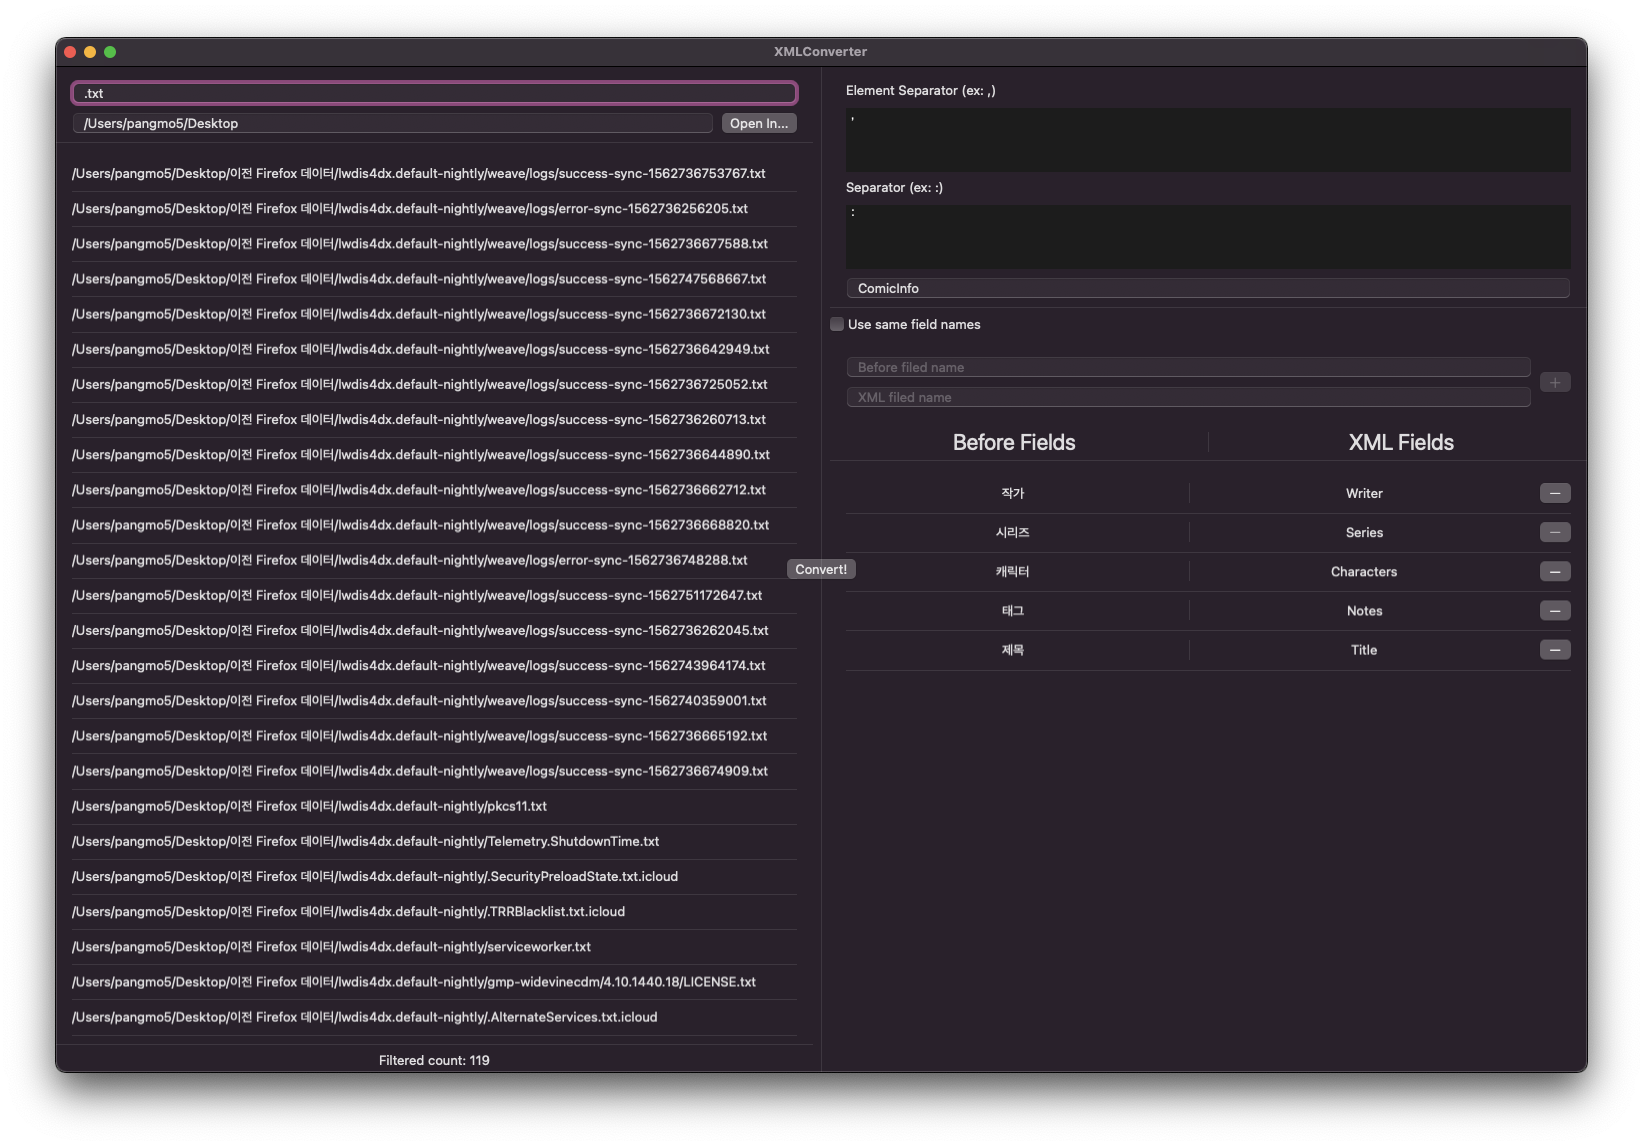 XMLConverter
.txt
/Users/pangmo5/Desktop
Open In...
/Users/pangmo5/Desktop/이전 Firefox 데이터/lwdis4dx.default-nightly/weave/logs/success-sync-1562736753767.txt
/Users/pangmo5/Desktop/이전 Firefox 데이터/lwdis4dx.default-nightly/weave/logs/error-sync-1562736256205.txt
/Users/pangmo5/Desktop/이전 Firefox 데이터/lwdis4dx.default-nightly/weave/logs/success-sync-1562736677588.txt
/Users/pangmo5/Desktop/이전 Firefox 데이터/lwdis4dx.default-nightly/weave/logs/success-sync-1562747568667.txt
/Users/pangmo5/Desktop/이전 Firefox 데이터/lwdis4dx.default-nightly/weave/logs/success-sync-1562736672130.txt
/Users/pangmo5/Desktop/이전 Firefox 데이터/lwdis4dx.default-nightly/weave/logs/success-sync-1562736642949.txt
/Users/pangmo5/Desktop/이전 Firefox 데이터/lwdis4dx.default-nightly/weave/logs/success-sync-1562736725052.txt
/Users/pangmo5/Desktop/이전 Firefox 데이터/lwdis4dx.default-nightly/weave/logs/success-sync-1562736260713.txt
/Users/pangmo5/Desktop/이전 Firefox 데이터/lwdis4dx.default-nightly/weave/logs/success-sync-1562736644890.txt
/Users/pangmo5/Desktop/이전 Firefox 데이터/lwdis4dx.default-nightly/weave/logs/success-sync-1562736662712.txt
/Users/pangmo5/Desktop/이전 Firefox 데이터/lwdis4dx.default-nightly/weave/logs/success-sync-1562736668820.txt
/Users/pangmo5/Desktop/이전 Firefox 데이터/lwdis4dx.default-nightly/weave/logs/error-sync-1562736748288.txt
/Users/pangmo5/Desktop/이전 Firefox 데이터/lwdis4dx.default-nightly/weave/logs/success-sync-1562751172647.txt
/Users/pangmo5/Desktop/이전 Firefox 데이터/lwdis4dx.default-nightly/weave/logs/success-sync-1562736262045.txt
/Users/pangmo5/Desktop/이전 Firefox 데이터/lwdis4dx.default-nightly/weave/logs/success-sync-1562743964174.txt
/Users/pangmo5/Desktop/이전 Firefox 데이터/lwdis4dx.default-nightly/weave/logs/success-sync-1562740359001.txt
/Users/pangmo5/Desktop/이전 Firefox 데이터/lwdis4dx.default-nightly/weave/logs/success-sync-1562736665192.txt
/Users/pangmo5/Desktop/이전 Firefox 데이터/lwdis4dx.default-nightly/weave/logs/success-sync-1562736674909.txt
/Users/pangmo5/Desktop/이전 Firefox 데이터/lwdis4dx.default-nightly/pkcs11.txt
/Users/pangmo5/Desktop/이전 Firefox 데이터/lwdis4dx.default-nightly/Telemetry.ShutdownTime.txt
/Users/pangmo5/Desktop/이전 Firefox 데이터/lwdis4dx.default-nightly/.SecurityPreloadState.txt.icloud
/Users/pangmo5/Desktop/이전 Firefox 데이터/lwdis4dx.default-nightly/.TRRBlacklist.txt.icloud
/Users/pangmo5/Desktop/이전 Firefox 데이터/lwdis4dx.default-nightly/serviceworker.txt
/Users/pangmo5/Desktop/이전 Firefox 데이터/lwdis4dx.default-nightly/gmp-widevinecdm/4.10.1440.18/LICENSE.txt
/Users/pangmo5/Desktop/이전 Firefox 데이터/lwdis4dx.default-nightly/.AlternateServices.txt.icloud
Filtered count: 119
Convert!
Element Separator (ex: ,)
,
Separator (ex: :)
:
ComicInfo
Use same field names
Before filed name
XML filed name
+
Before Fields XML Fields
작가 Writer −
시리즈 Series −
캐릭터 Characters −
태그 Notes −
제목 Title −